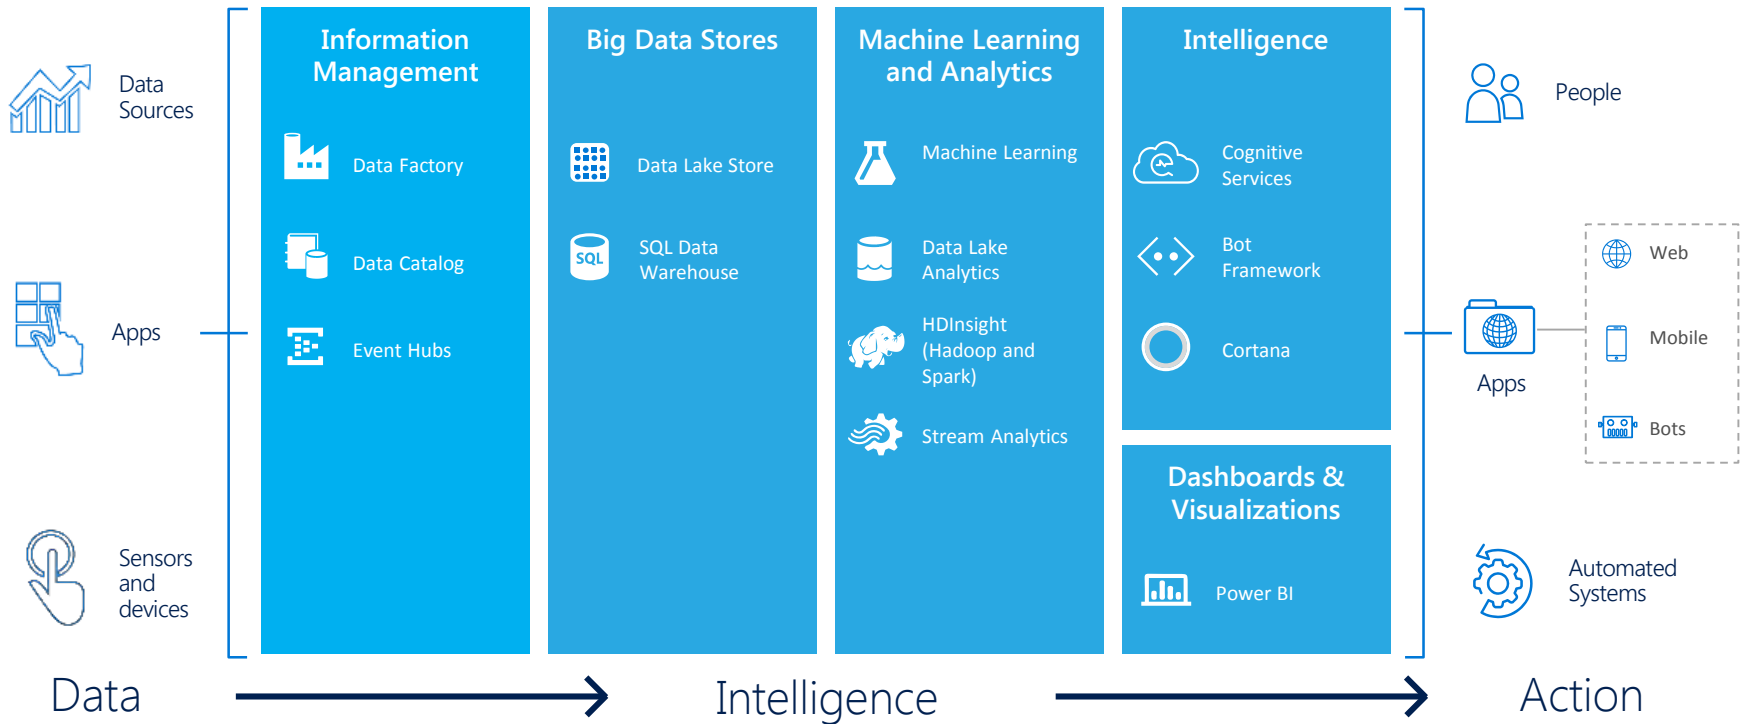 Data
Sources
Apps
Sensors
and
devices
Information
Management
Data Factory
Data Catalog
Event Hubs
Big Data Stores
Data Lake Store
SQL
SQL Data
Warehouse
Machine Learning
and Analytics
Machine Learning
Data Lake
Analytics
HDInsight
(Hadoop and
Spark)
Stream Analytics
Intelligence
Cognitive
Services
Bot
Framework
Cortana
Dashboards &
Visualizations
Power BI
People
Apps
Web
Mobile
Bots
Automated
Systems
Data
Intelligence
Action